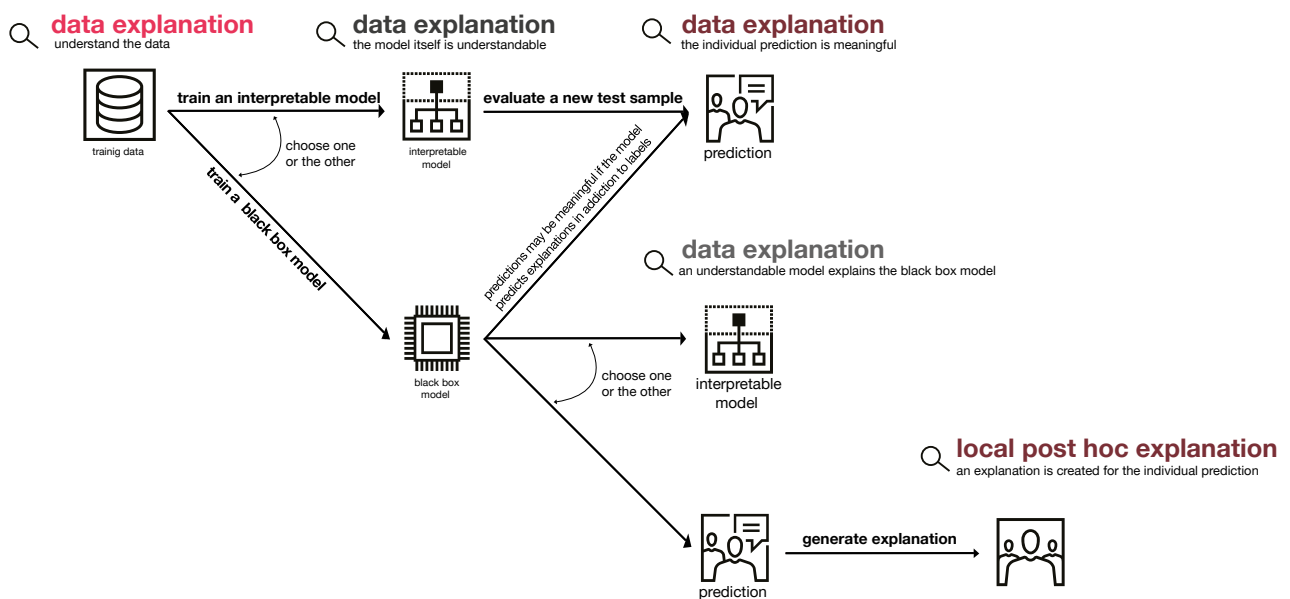 data explanation
understand the data
data explanation
the model itself is understandable
data explanation
the individual prediction is meaningful
train an interpretable model
evaluate a new test sample
trainig data
choose one
or the other
interpretable
model
prediction
train a black box model
predictions may be meaningful if the model
predicts explanations in addiction to labels
data explanation
an understandable model explains the black box model
black box
model
choose one
or the other
interpretable
model
local post hoc explanation
an explanation is created for the individual prediction
generate explanation
prediction